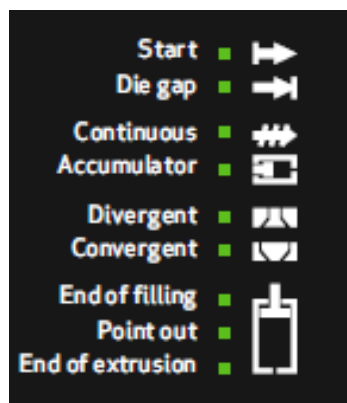 Start
Die gap
Continuous
Accumulator
Divergent
Convergent
End of filling
Point out
End of extrusion